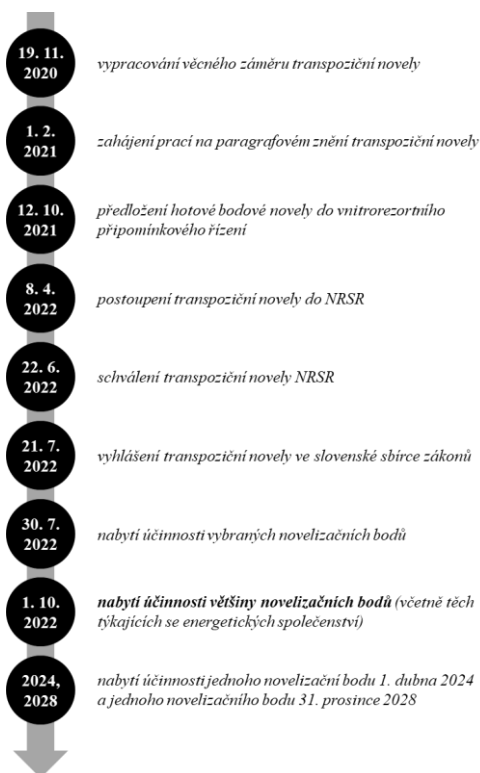 19. 11.
2020
vypracování věcného záměru transpoziční novely
1. 2.
2021
zahájení prací na paragrafovém znění transpoziční novely
12. 10.
2021
předložení hotové bodové novely do vnitrorezortního
připomínkového řízení
8. 4.
2022
postoupení transpoziční novely do NRSR
22. 6.
2022
schválení transpoziční novely NRSR
21. 7.
2022
vyhlášení transpoziční novely ve slovenské sbírce zákonů
30. 7.
2022
nabytí účinnosti vybraných novelizačních bodů
1. 10.
2022
nabytí účinnosti většiny novelizačních bodů (včetně těch
týkajících se energetických společenství)
2024,
2028
nabytí účinnosti jednoho novelizační bodu 1. dubna 2024
a jednoho novelizačního bodu 31. prosince 2028